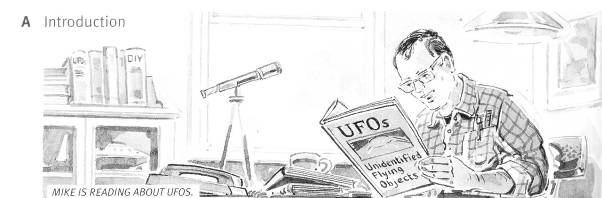 A Introduction
UFOs
DIY
UFOs
Unidentified
Flying
Objects
MIKE IS READING ABOUT UFOS.